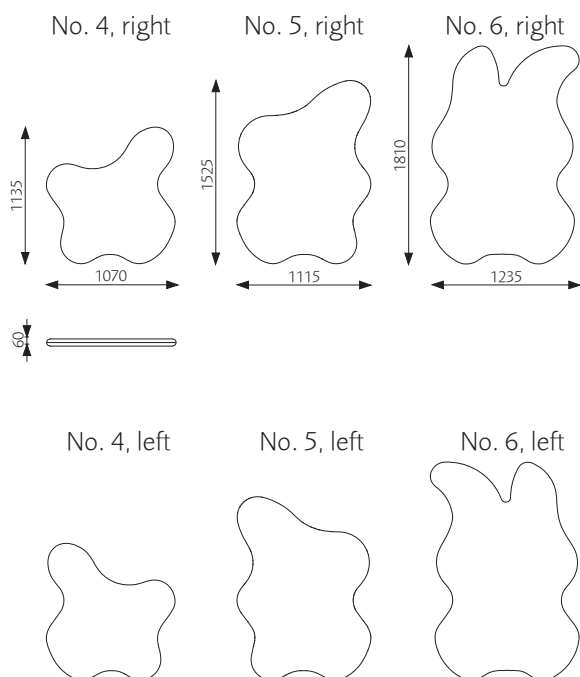 No. 4, right
No. 5, right
No. 6, right
1135
1525
1810
1070
1115
1235
60
No. 4, left
No. 5, left
No. 6, left